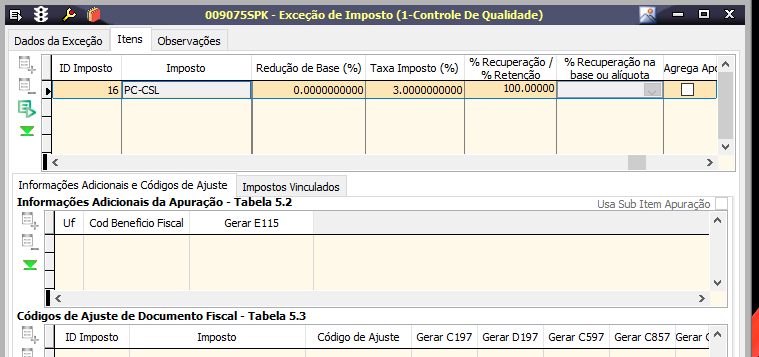 009075SPK - Exceção de Imposto (1-Controle De Qualidade)
Dados da Exceção Itens Observações
ID Imposto Imposto Redução de Base (%) Taxa Imposto (%) % Recuperação / % Retenção % Recuperação na base ou alíquota Agrega Apo
16 PC-CSL 0.0000000000 3.0000000000 100.00000
Informações Adicionais e Códigos de Ajuste Impostos Vinculados
Informações Adicionais da Apuração - Tabela 5.2 Usa Sub Item Apuração
Uf Cod Beneficio Fiscal Gerar E115
Códigos de Ajuste de Documento Fiscal - Tabela 5.3
ID Imposto Imposto Código de Ajuste Gerar C197 Gerar D197 Gerar C597 Gerar C857 Gerar C